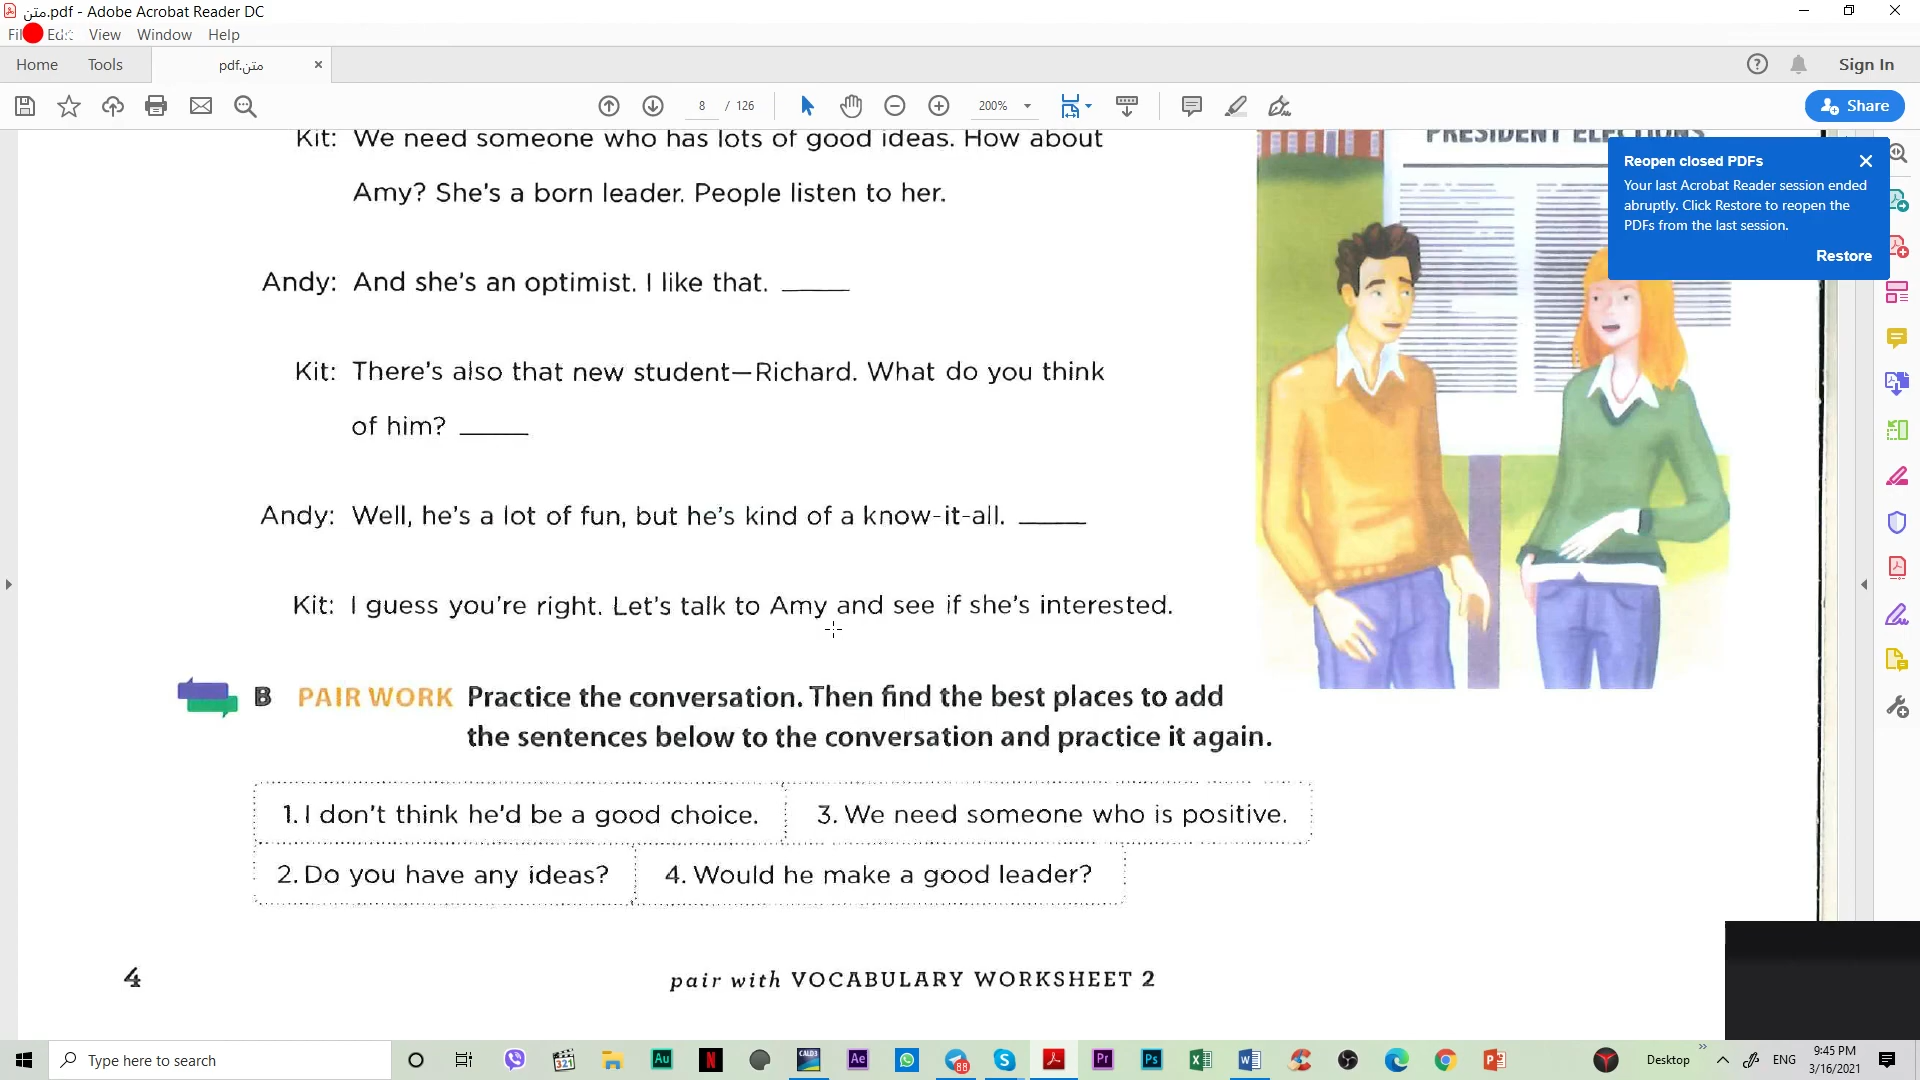 متن.pdf - Adobe Acrobat Reader DC
File Edit View Window Help
Home Tools متن.pdf Sign In
8 / 126 200% Share
Kit: We need someone who has lots of good ideas. How about
Amy? She's a born leader. People listen to her.
Andy: And she's an optimist. I like that. _____
Kit: There's also that new student—Richard. What do you think
of him? _____
Andy: Well, he's a lot of fun, but he's kind of a know-it-all. _____
Kit: I guess you're right. Let's talk to Amy and see if she's interested.
PRESIDENT ELECTIONS
Reopen closed PDFs
Your last Acrobat Reader session ended
abruptly. Click Restore to reopen the
PDFs from the last session.
Restore
B PAIR WORK Practice the conversation. Then find the best places to add
the sentences below to the conversation and practice it again.
1. I don't think he'd be a good choice. 3. We need someone who is positive.
2. Do you have any ideas? 4. Would he make a good leader?
4 pair with VOCABULARY WORKSHEET 2
Type here to search
Desktop ENG 9:45 PM
3/16/2021